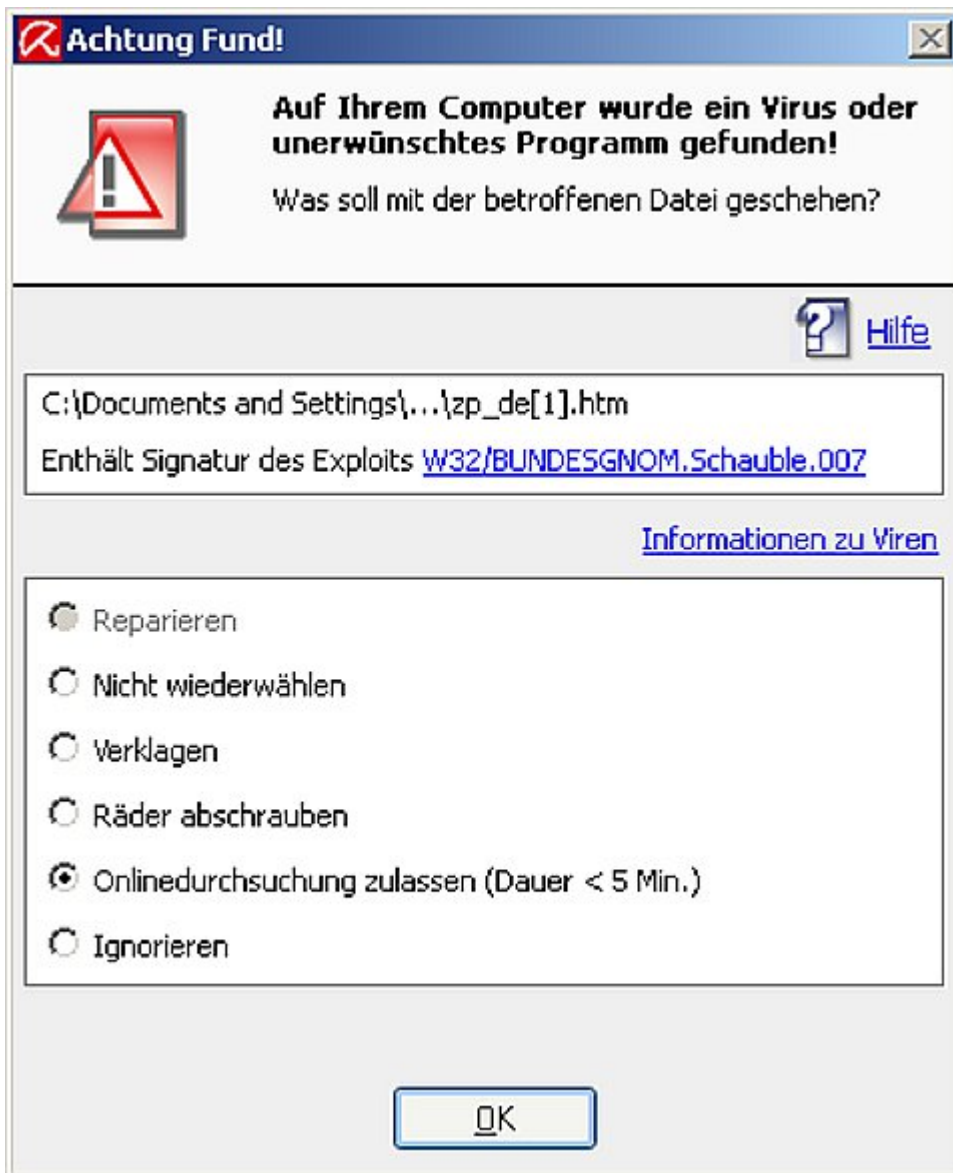 Achtung Fund!
Auf Ihrem Computer wurde ein Virus oder
unerwünschtes Programm gefunden!
Was soll mit der betroffenen Datei geschehen?
Hilfe
C:\Documents and Settings\...\zp_de[1].htm
Enthält Signatur des Exploits W32/BUNDESGNOM.Schauble.007
Informationen zu Viren
Reparieren
Nicht wiederwählen
Verklagen
Räder abschrauben
Onlinedurchsuchung zulassen (Dauer < 5 Min.)
Ignorieren
OK